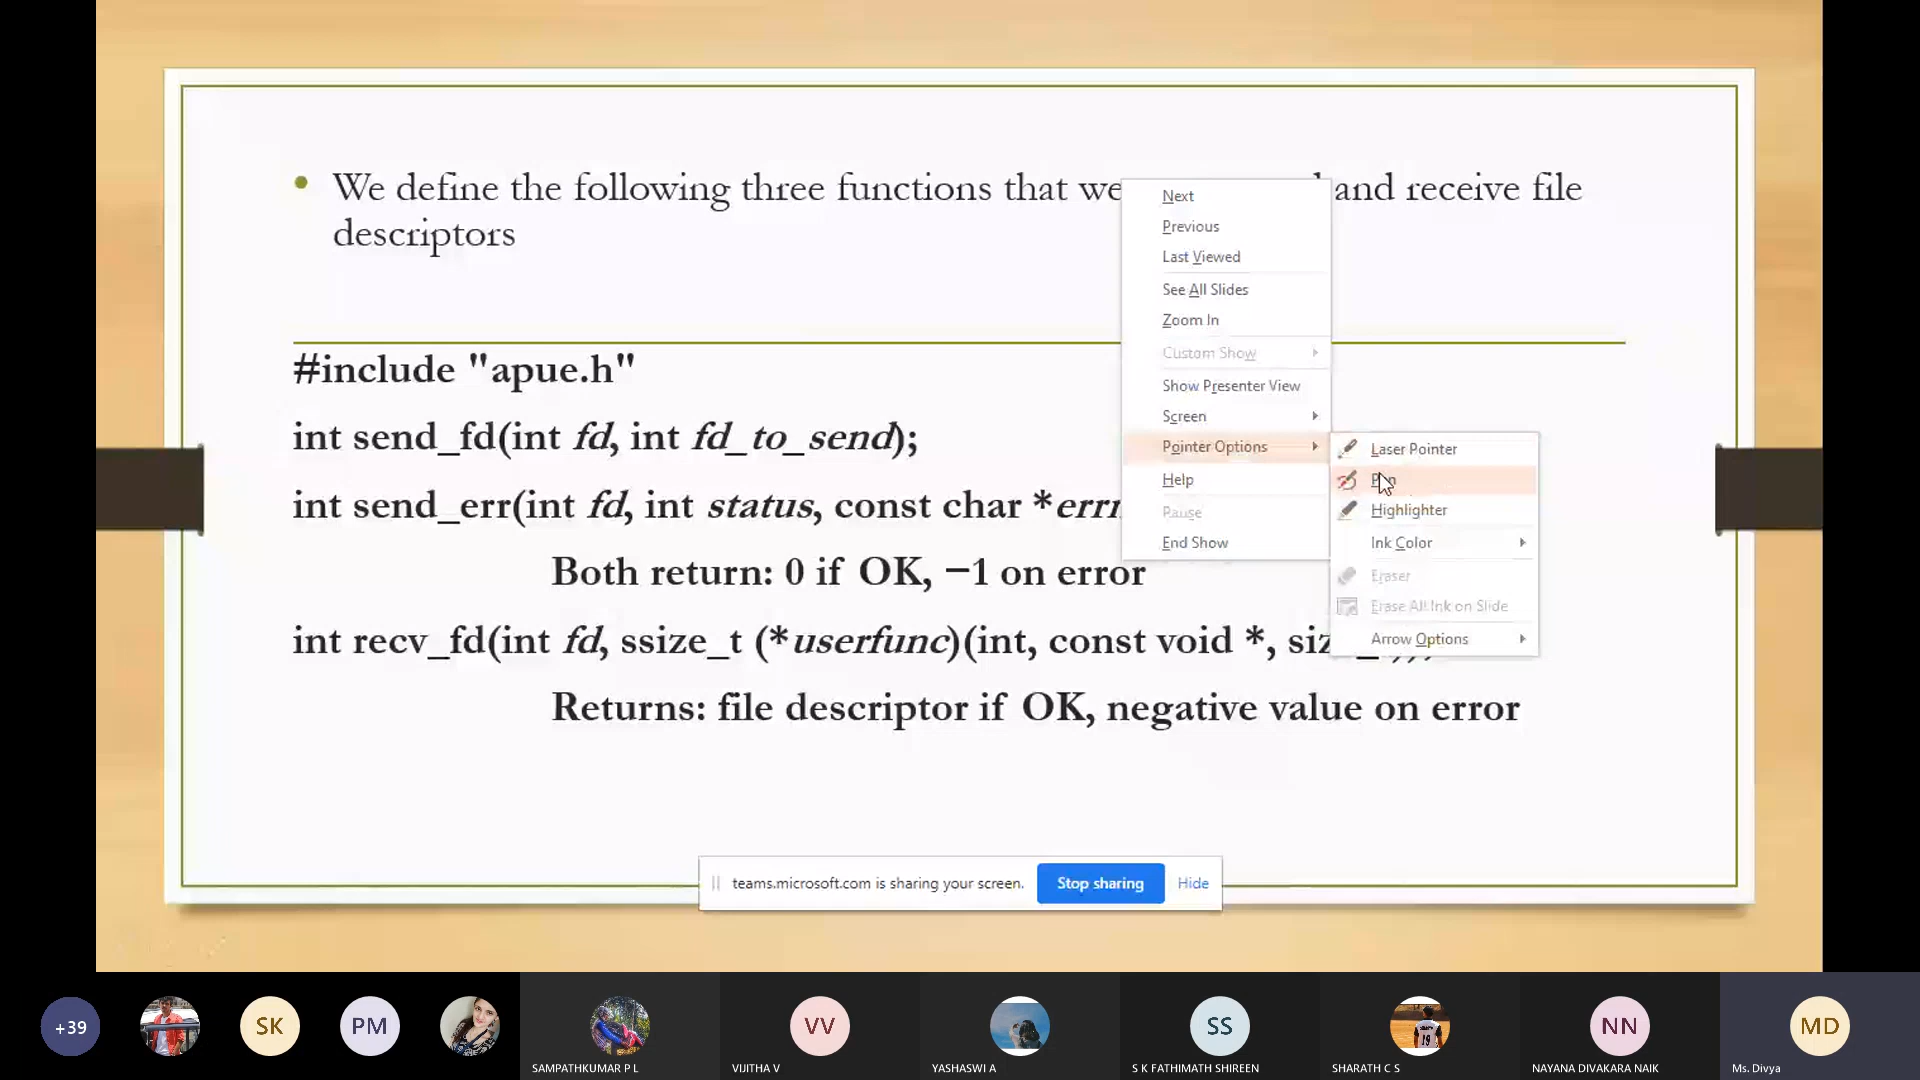 • We define the following three functions that we and receive file
descriptors
#include "apue.h"
int send_fd(int fd, int fd_to_send);
int send_err(int fd, int status, const char *errn
Both return: 0 if OK, −1 on error
int recv_fd(int fd, ssize_t (*userfunc)(int, const void *,
Returns: file descriptor if OK, negative value on error
Next
Previous
Last Viewed
See All Slides
Zoom In
Custom Show
Show Presenter View
Screen
Pointer Options
Help
Pause
End Show
Laser Pointer
Highlighter
Ink Color
Eraser
Erase All Ink on Slide
Arrow Options
teams.microsoft.com is sharing your screen. Stop sharing Hide
+39 SK PM VV SS 19 NN MD
SAMPATHKUMAR P L VIJITHA V YASHASWI A S K FATHIMATH SHIREEN SHARATH C S NAYANA DIVAKARA NAIK Ms. Divya